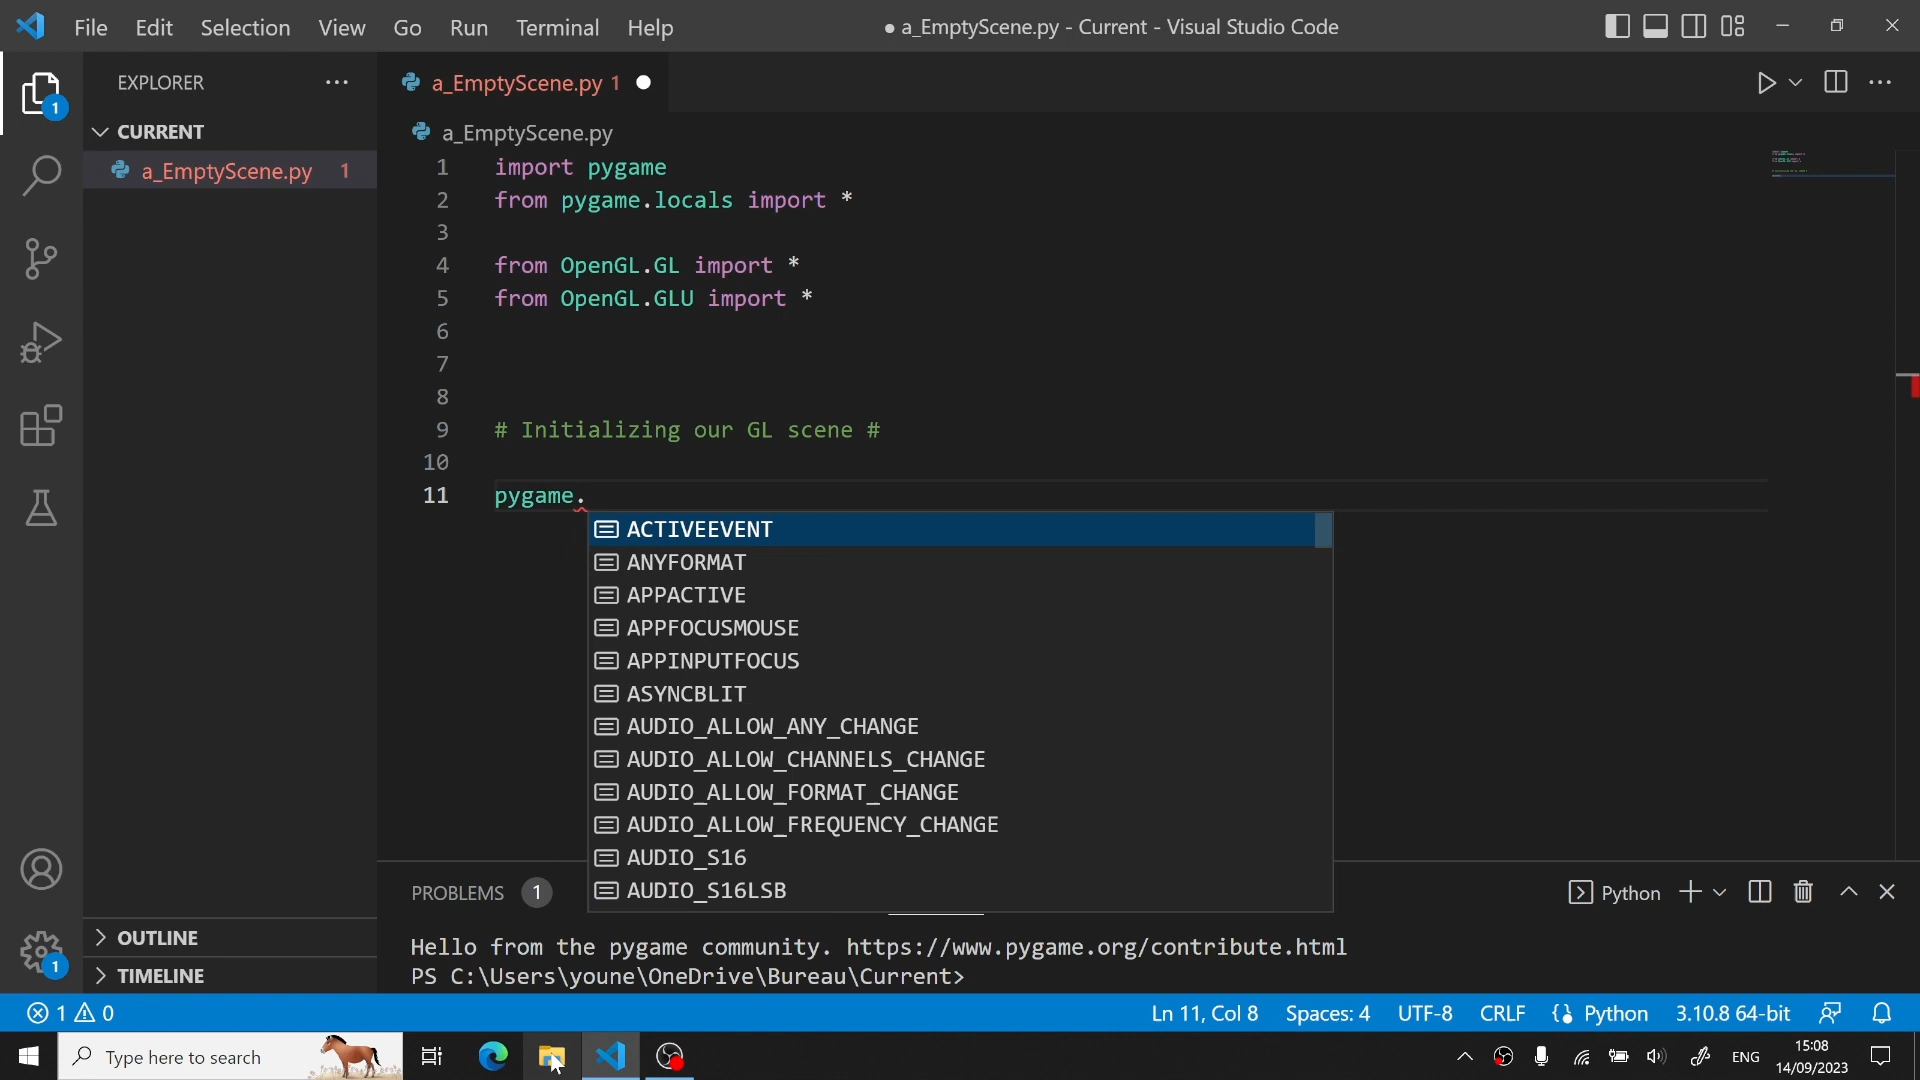 File Edit Selection View Go Run Terminal Help
● a_EmptyScene.py - Current - Visual Studio Code
EXPLORER ···
a_EmptyScene.py 1
CURRENT
a_EmptyScene.py
1
a_EmptyScene.py 1
1 import pygame
2 from pygame.locals import *
3
4 from OpenGL.GL import *
5 from OpenGL.GLU import *
6
7
8
9 # Initializing our GL scene #
10
11 pygame.
ACTIVEEVENT
ANYFORMAT
APPACTIVE
APPFOCUSMOUSE
APPINPUTFOCUS
ASYNCBLIT
AUDIO_ALLOW_ANY_CHANGE
AUDIO_ALLOW_CHANNELS_CHANGE
AUDIO_ALLOW_FORMAT_CHANGE
AUDIO_ALLOW_FREQUENCY_CHANGE
AUDIO_S16
AUDIO_S16LSB
PROBLEMS 1
Python
OUTLINE
TIMELINE
1
Hello from the pygame community. https://www.pygame.org/contribute.html
PS C:\Users\youne\OneDrive\Bureau\Current>
1 0
Ln 11, Col 8 Spaces: 4 UTF-8 CRLF Python 3.10.8 64-bit
Type here to search
ENG
15:08
14/09/2023